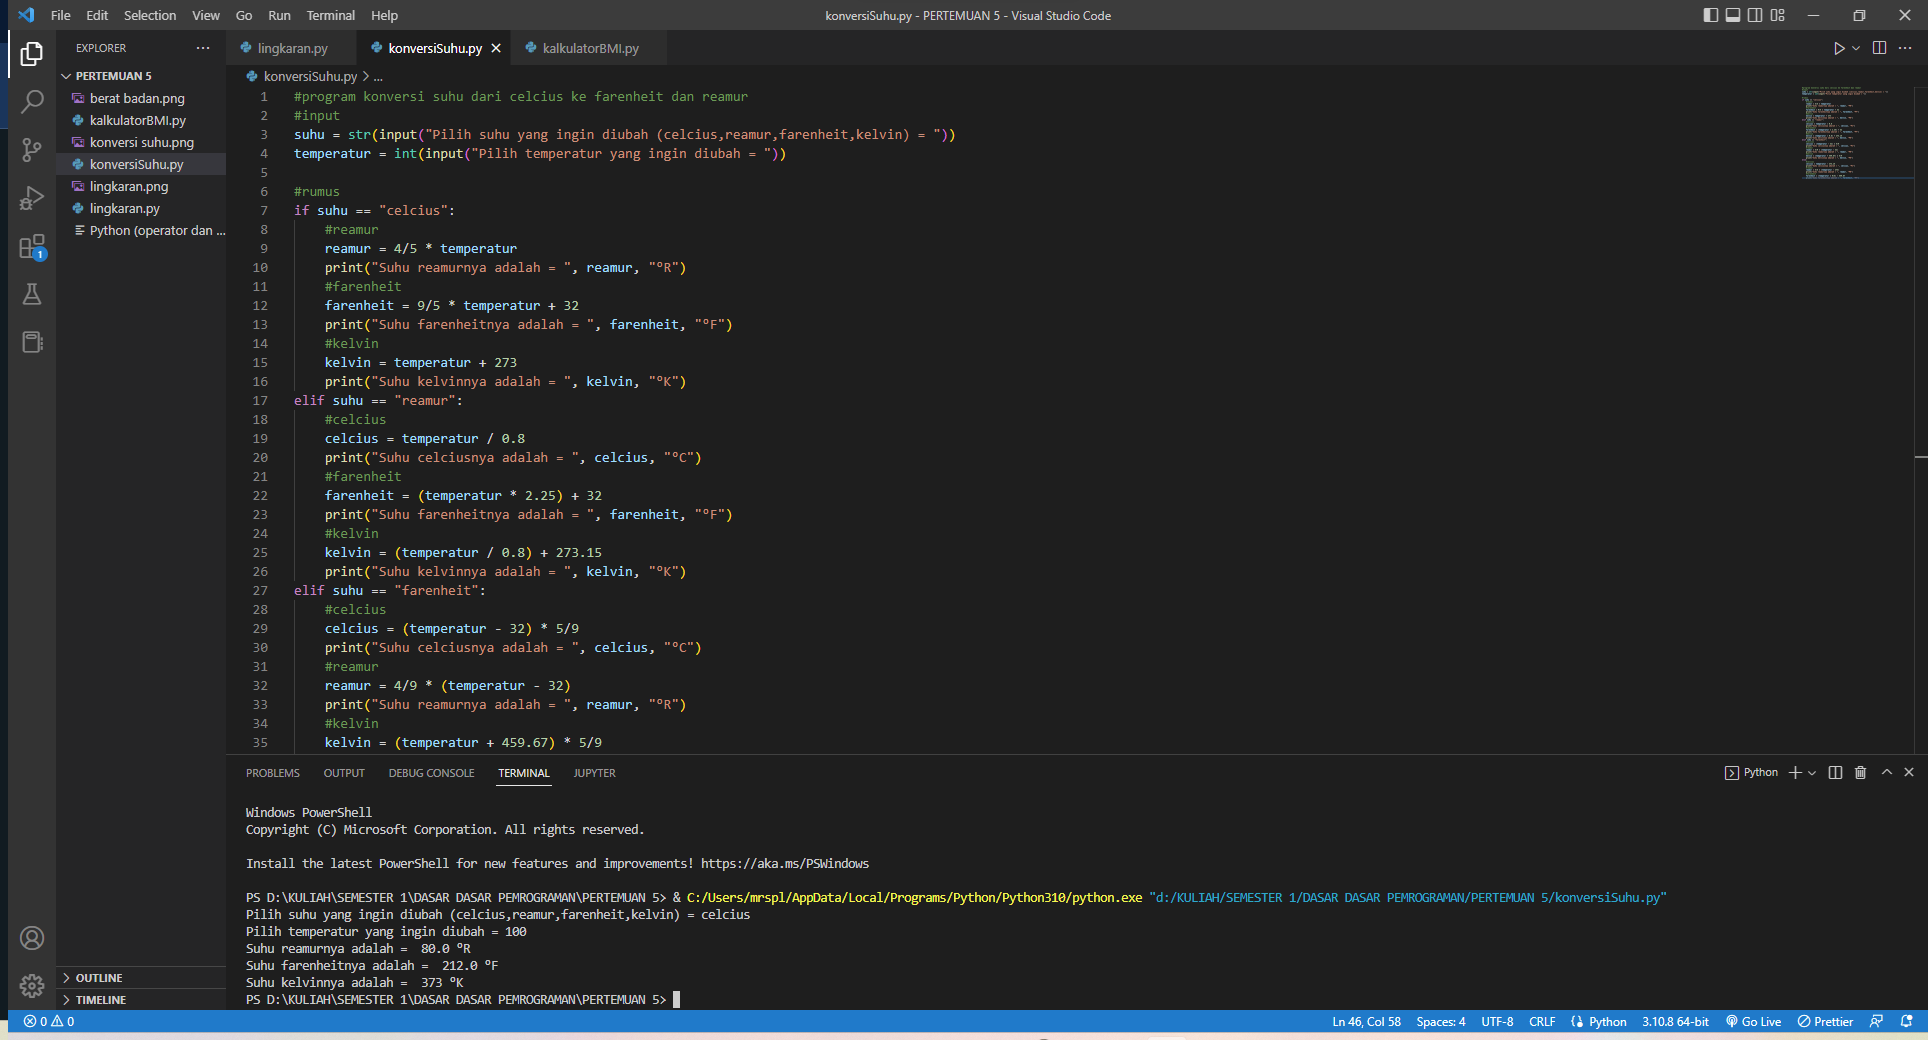 File Edit Selection View Go Run Terminal Help
konversiSuhu.py - PERTEMUAN 5 - Visual Studio Code
EXPLORER
PERTEMUAN 5
berat badan.png
kalkulatorBMI.py
konversi suhu.png
konversiSuhu.py
lingkaran.png
lingkaran.py
Python (operator dan ...
1
OUTLINE
TIMELINE
lingkaran.py konversiSuhu.py kalkulatorBMI.py
konversiSuhu.py > ...
1 #program konversi suhu dari celcius ke farenheit dan reamur
2 #input
3 suhu = str(input("Pilih suhu yang ingin diubah (celcius,reamur,farenheit,kelvin) = "))
4 temperatur = int(input("Pilih temperatur yang ingin diubah = "))
5
6 #rumus
7 if suhu == "celcius":
8 #reamur
9 reamur = 4/5 * temperatur
10 print("Suhu reamurnya adalah = ", reamur, "°R")
11 #farenheit
12 farenheit = 9/5 * temperatur + 32
13 print("Suhu farenheitnya adalah = ", farenheit, "°F")
14 #kelvin
15 kelvin = temperatur + 273
16 print("Suhu kelvinnya adalah = ", kelvin, "°K")
17 elif suhu == "reamur":
18 #celcius
19 celcius = temperatur / 0.8
20 print("Suhu celciusnya adalah = ", celcius, "°C")
21 #farenheit
22 farenheit = (temperatur * 2.25) + 32
23 print("Suhu farenheitnya adalah = ", farenheit, "°F")
24 #kelvin
25 kelvin = (temperatur / 0.8) + 273.15
26 print("Suhu kelvinnya adalah = ", kelvin, "°K")
27 elif suhu == "farenheit":
28 #celcius
29 celcius = (temperatur - 32) * 5/9
30 print("Suhu celciusnya adalah = ", celcius, "°C")
31 #reamur
32 reamur = 4/9 * (temperatur - 32)
33 print("Suhu reamurnya adalah = ", reamur, "°R")
34 #kelvin
35 kelvin = (temperatur + 459.67) * 5/9
PROBLEMS OUTPUT DEBUG CONSOLE TERMINAL JUPYTER
Python
Windows PowerShell
Copyright (C) Microsoft Corporation. All rights reserved.
Install the latest PowerShell for new features and improvements! https://aka.ms/PSWindows
PS D:\KULIAH\SEMESTER 1\DASAR DASAR PEMROGRAMAN\PERTEMUAN 5> & C:/Users/mrspl/AppData/Local/Programs/Python/Python310/python.exe "d:/KULIAH/SEMESTER 1/DASAR DASAR PEMROGRAMAN/PERTEMUAN 5/konversiSuhu.py"
Pilih suhu yang ingin diubah (celcius,reamur,farenheit,kelvin) = celcius
Pilih temperatur yang ingin diubah = 100
Suhu reamurnya adalah =  80.0 °R
Suhu farenheitnya adalah =  212.0 °F
Suhu kelvinnya adalah =  373 °K
PS D:\KULIAH\SEMESTER 1\DASAR DASAR PEMROGRAMAN\PERTEMUAN 5>
0 0
Ln 46, Col 58 Spaces: 4 UTF-8 CRLF Python 3.10.8 64-bit Go Live Prettier